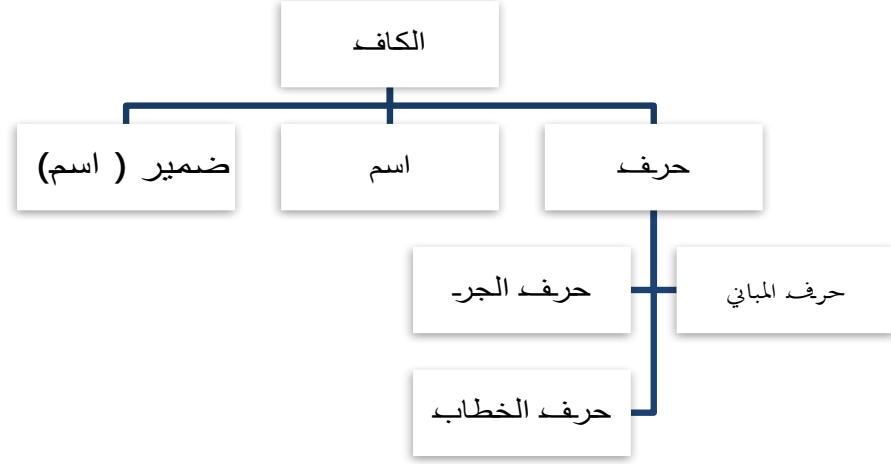 الكاف
حرف
اسم
ضمير ( اسم)
حرف المباني
حرف الجر
حرف الخطاب